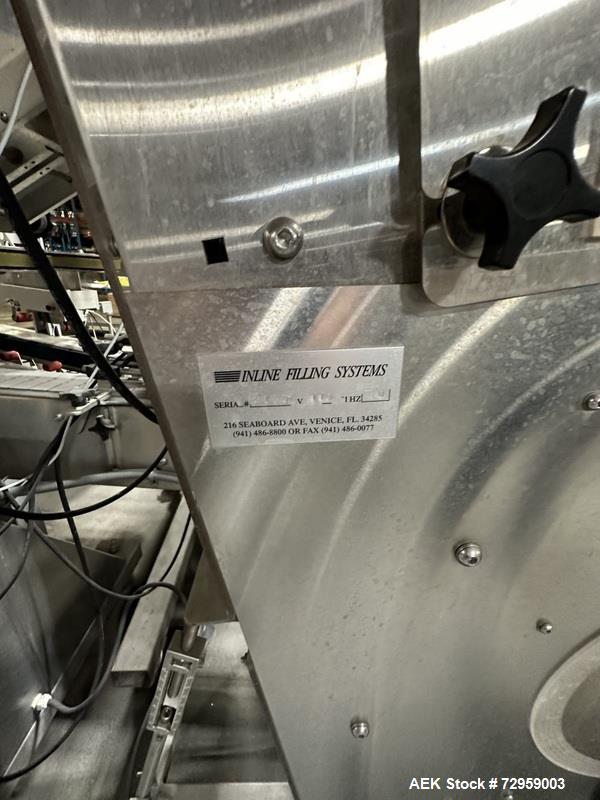 INLINE FILLING SYSTEMS
SERIAL # V HZ
216 SEABOARD AVE, VENICE, FL. 34285
(941) 486-8800 OR FAX (941) 486-0077
AEK Stock #72959003